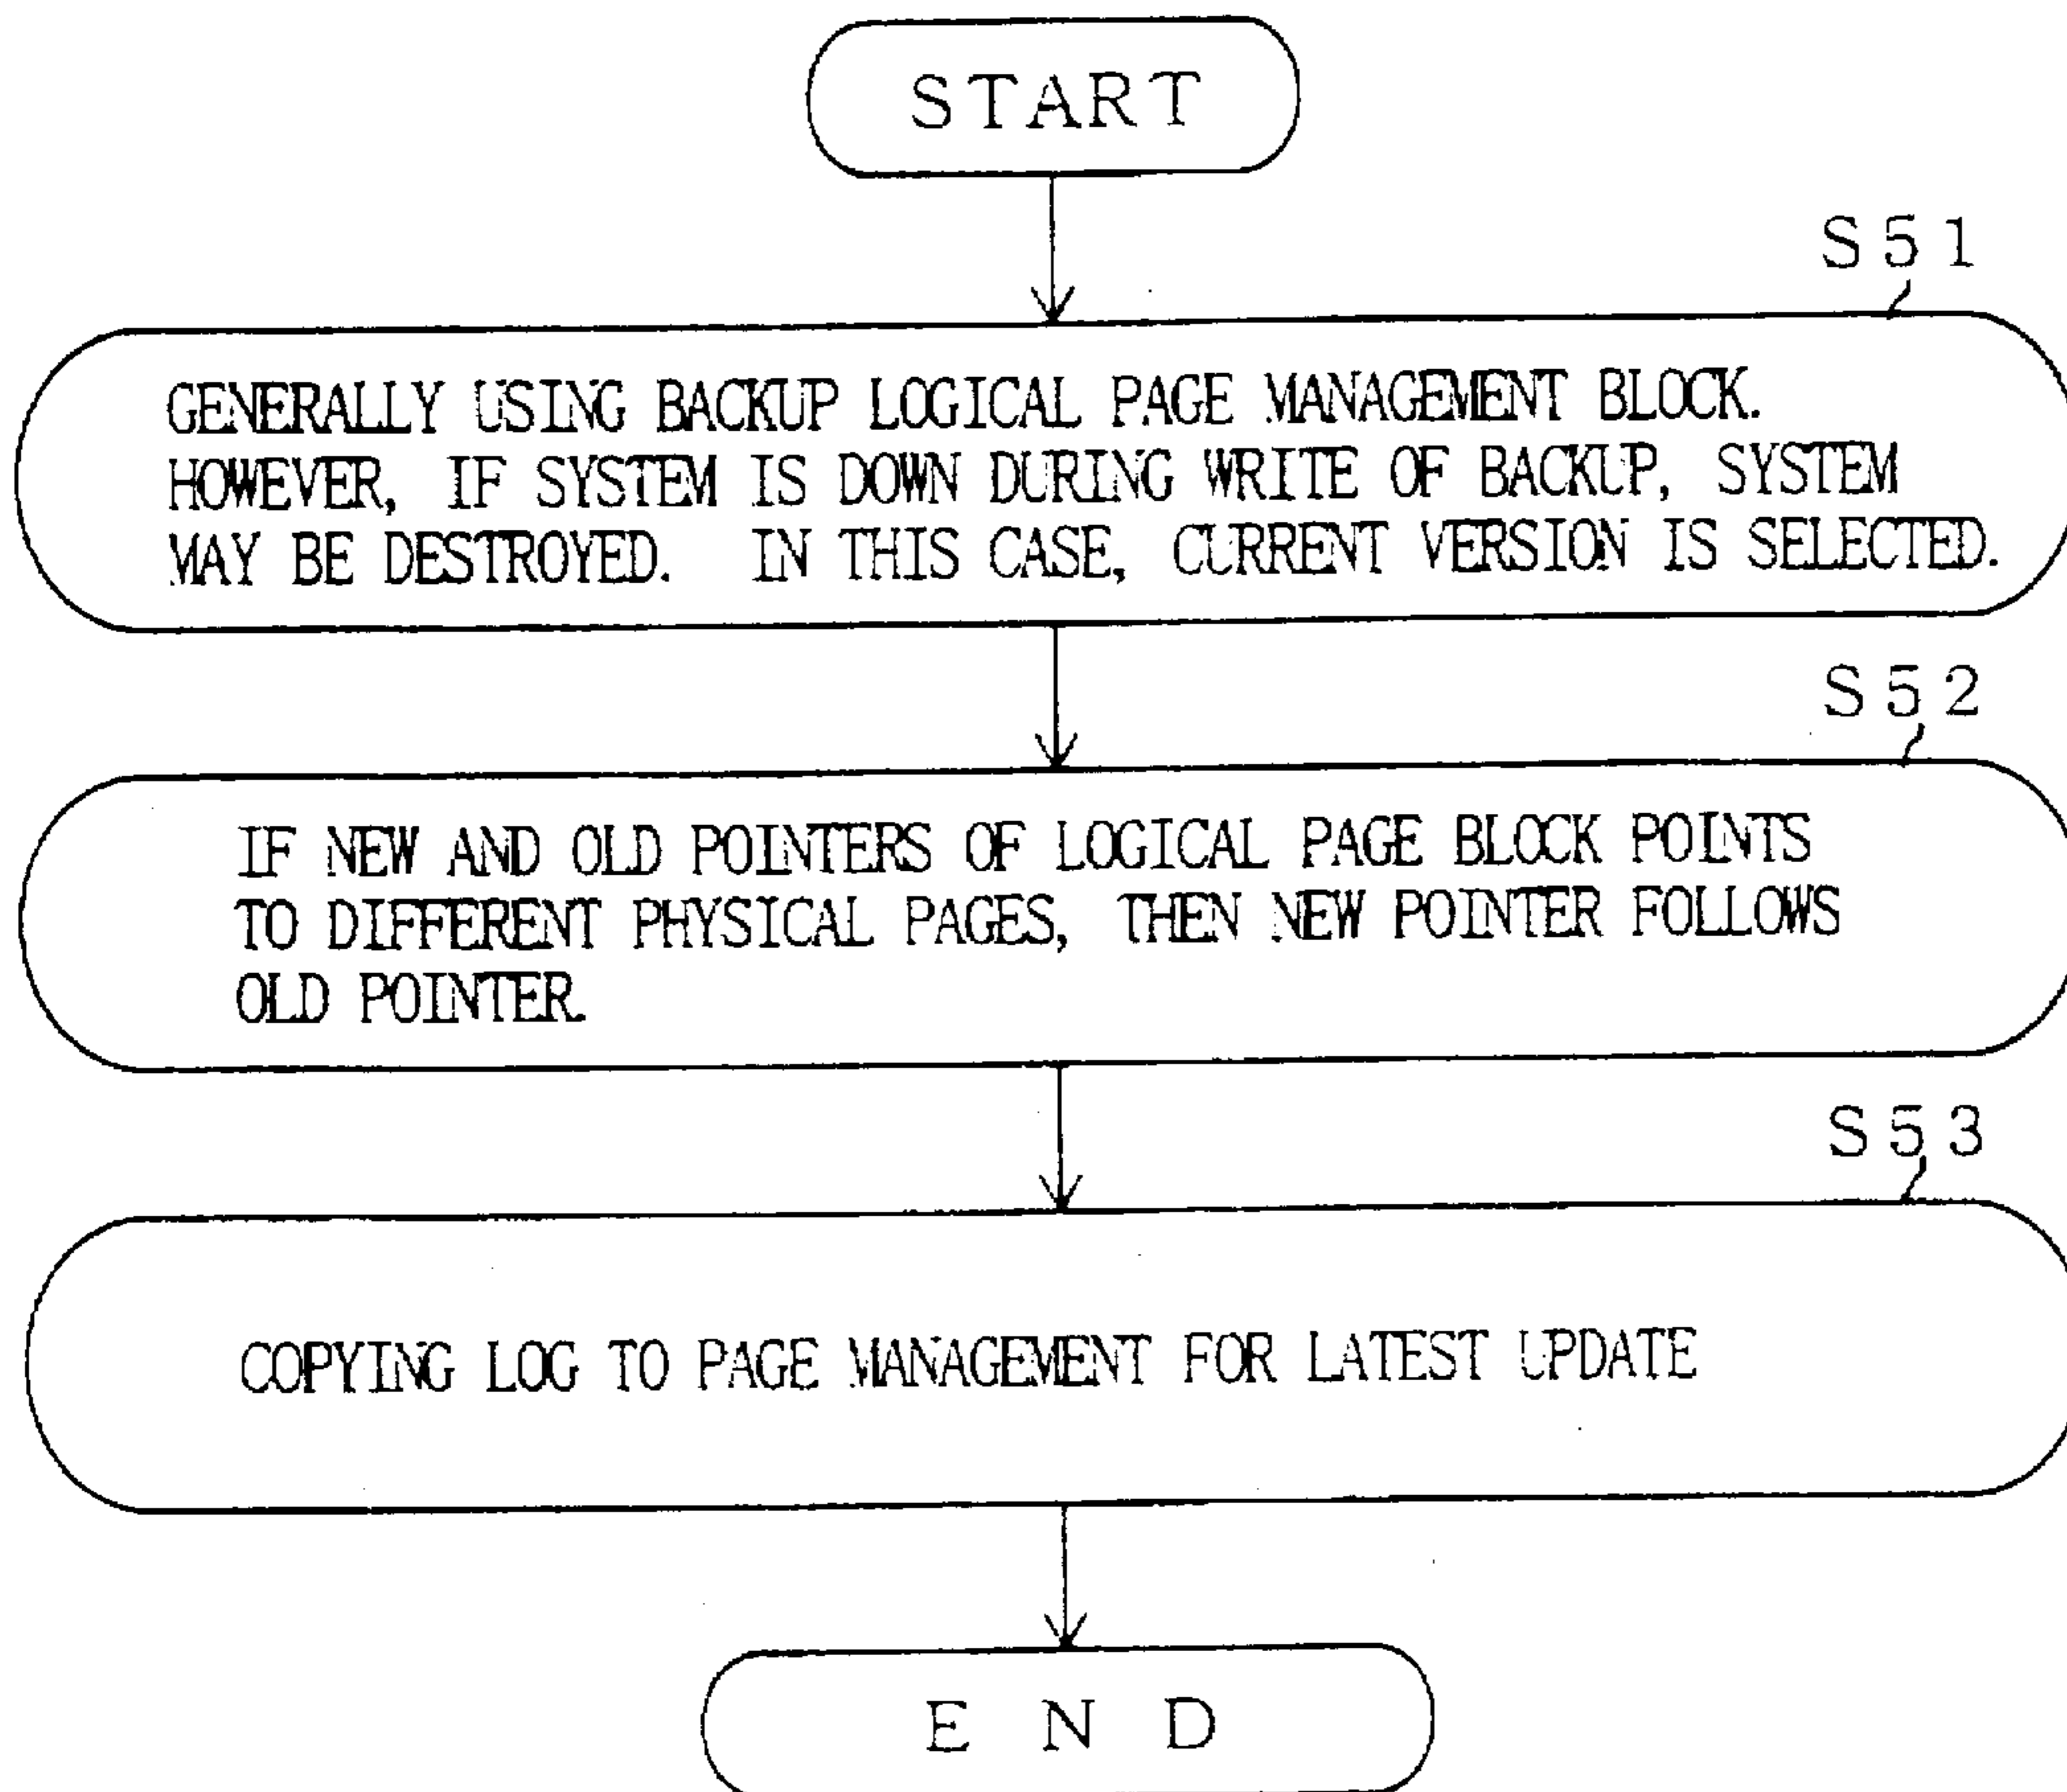 START
S51
GENERALLY USING BACKUP LOGICAL PAGE MANAGEMENT BLOCK.
HOWEVER, IF SYSTEM IS DOWN DURING WRITE OF BACKUP, SYSTEM
MAY BE DESTROYED. IN THIS CASE, CURRENT VERSION IS SELECTED.
S52
IF NEW AND OLD POINTERS OF LOGICAL PAGE BLOCK POINTS
TO DIFFERENT PHYSICAL PAGES, THEN NEW POINTER FOLLOWS
OLD POINTER.
S53
COPYING LOG TO PAGE MANAGEMENT FOR LATEST UPDATE
END